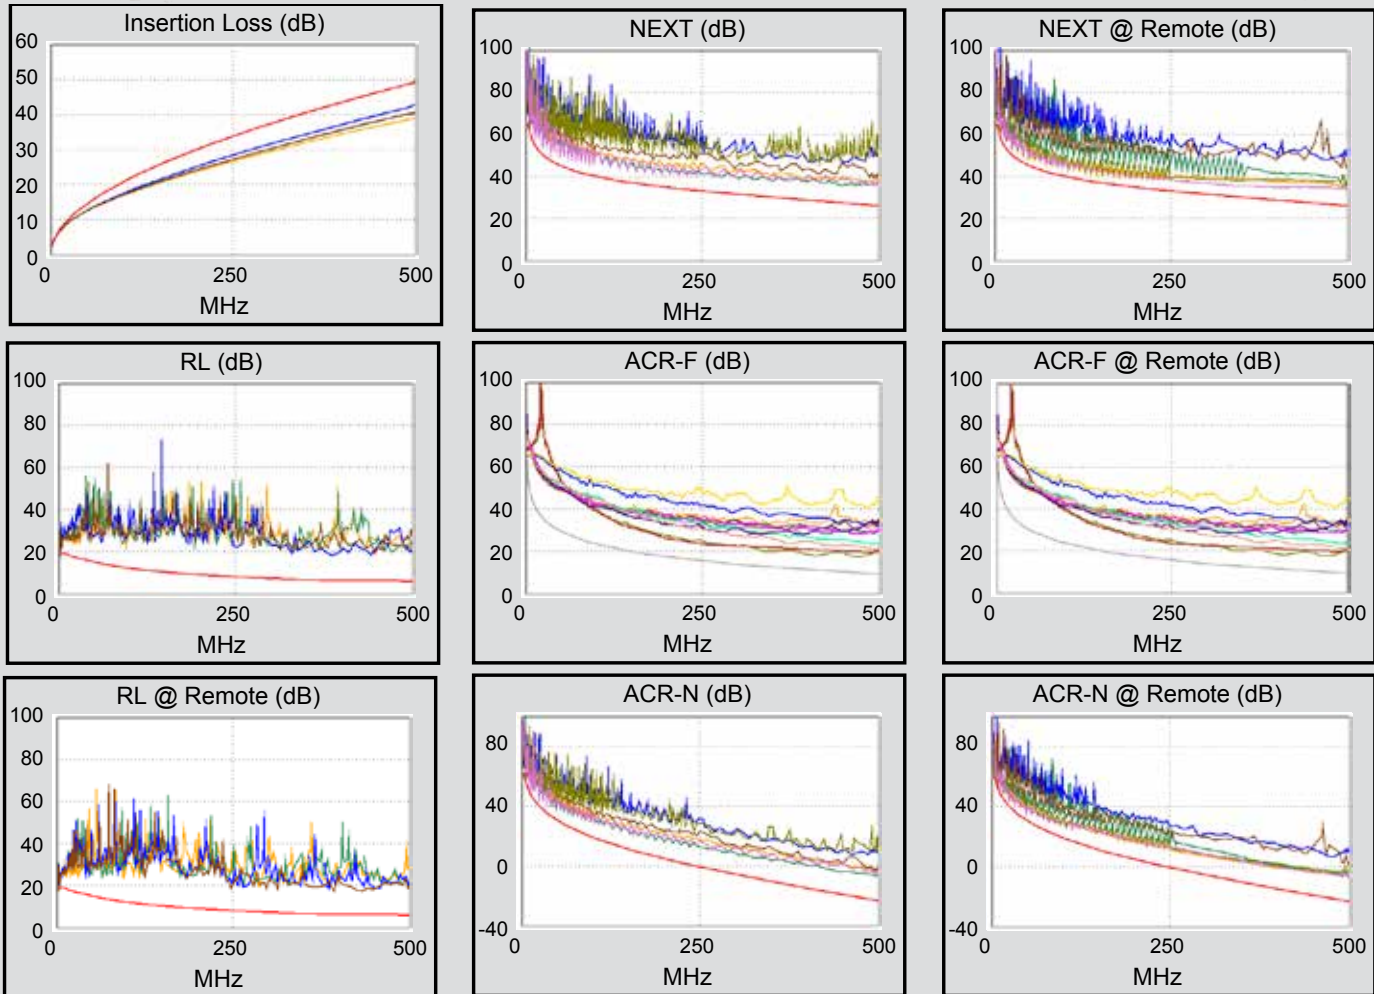 Insertion Loss (dB)
60
50
40
30
20
10
0
0 250 500
MHz
NEXT (dB)
100
80
60
40
20
0
0 250 500
MHz
NEXT @ Remote (dB)
100
80
60
40
20
0
0 250 500
MHz
RL (dB)
100
80
60
40
20
0
0 250 500
MHz
ACR-F (dB)
100
80
60
40
20
0
0 250 500
MHz
ACR-F @ Remote (dB)
100
80
60
40
20
0
0 250 500
MHz
RL @ Remote (dB)
100
80
60
40
20
0
0 250 500
MHz
ACR-N (dB)
80
40
0
-40
0 250 500
MHz
ACR-N @ Remote (dB)
80
40
0
-40
0 250 500
MHz